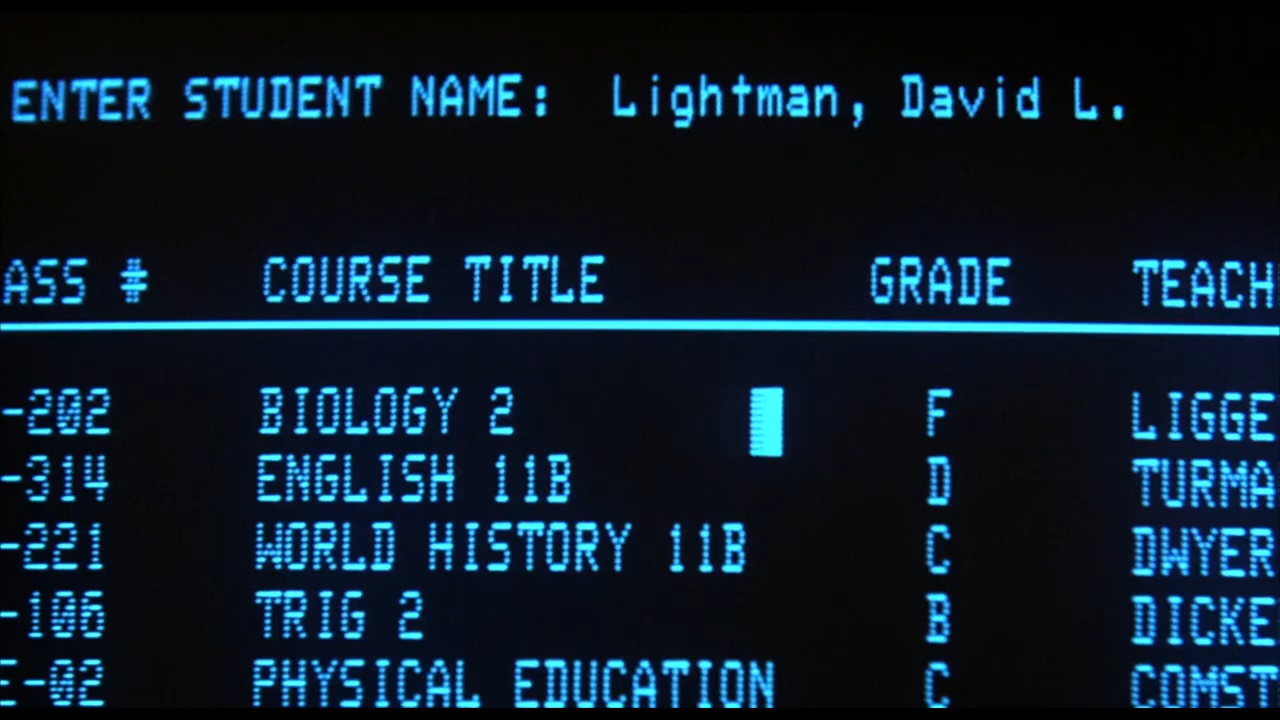 ENTER STUDENT NAME: Lightman, David L.
ASS # COURSE TITLE GRADE TEACH
-202 BIOLOGY 2 F LIGGE
-314 ENGLISH 11B D TURMA
-221 WORLD HISTORY 11B C DWYER
-106 TRIG 2 B DICKE
E-02 PHYSICAL EDUCATION C COMST